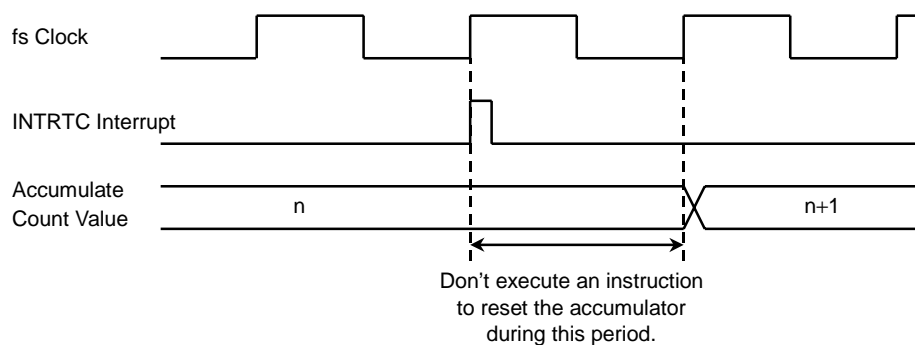 fs Clock
INTRTC Interrupt
Accumulate
Count Value
n
n+1
Don't execute an instruction
to reset the accumulator
during this period.